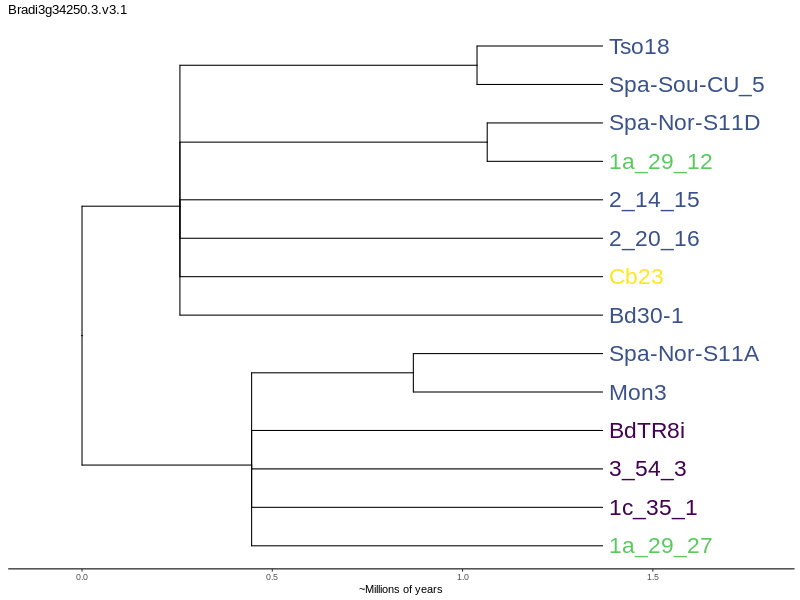 Bradi3g34250.3.v3.1
Tso18
Spa-Sou-CU_5
Spa-Nor-S11D
1a_29_12
2_14_15
2_20_16
Cb23
Bd30-1
Spa-Nor-S11A
Mon3
BdTR8i
3_54_3
1c_35_1
1a_29_27
0.0 0.5 1.0 1.5
~Millions of years